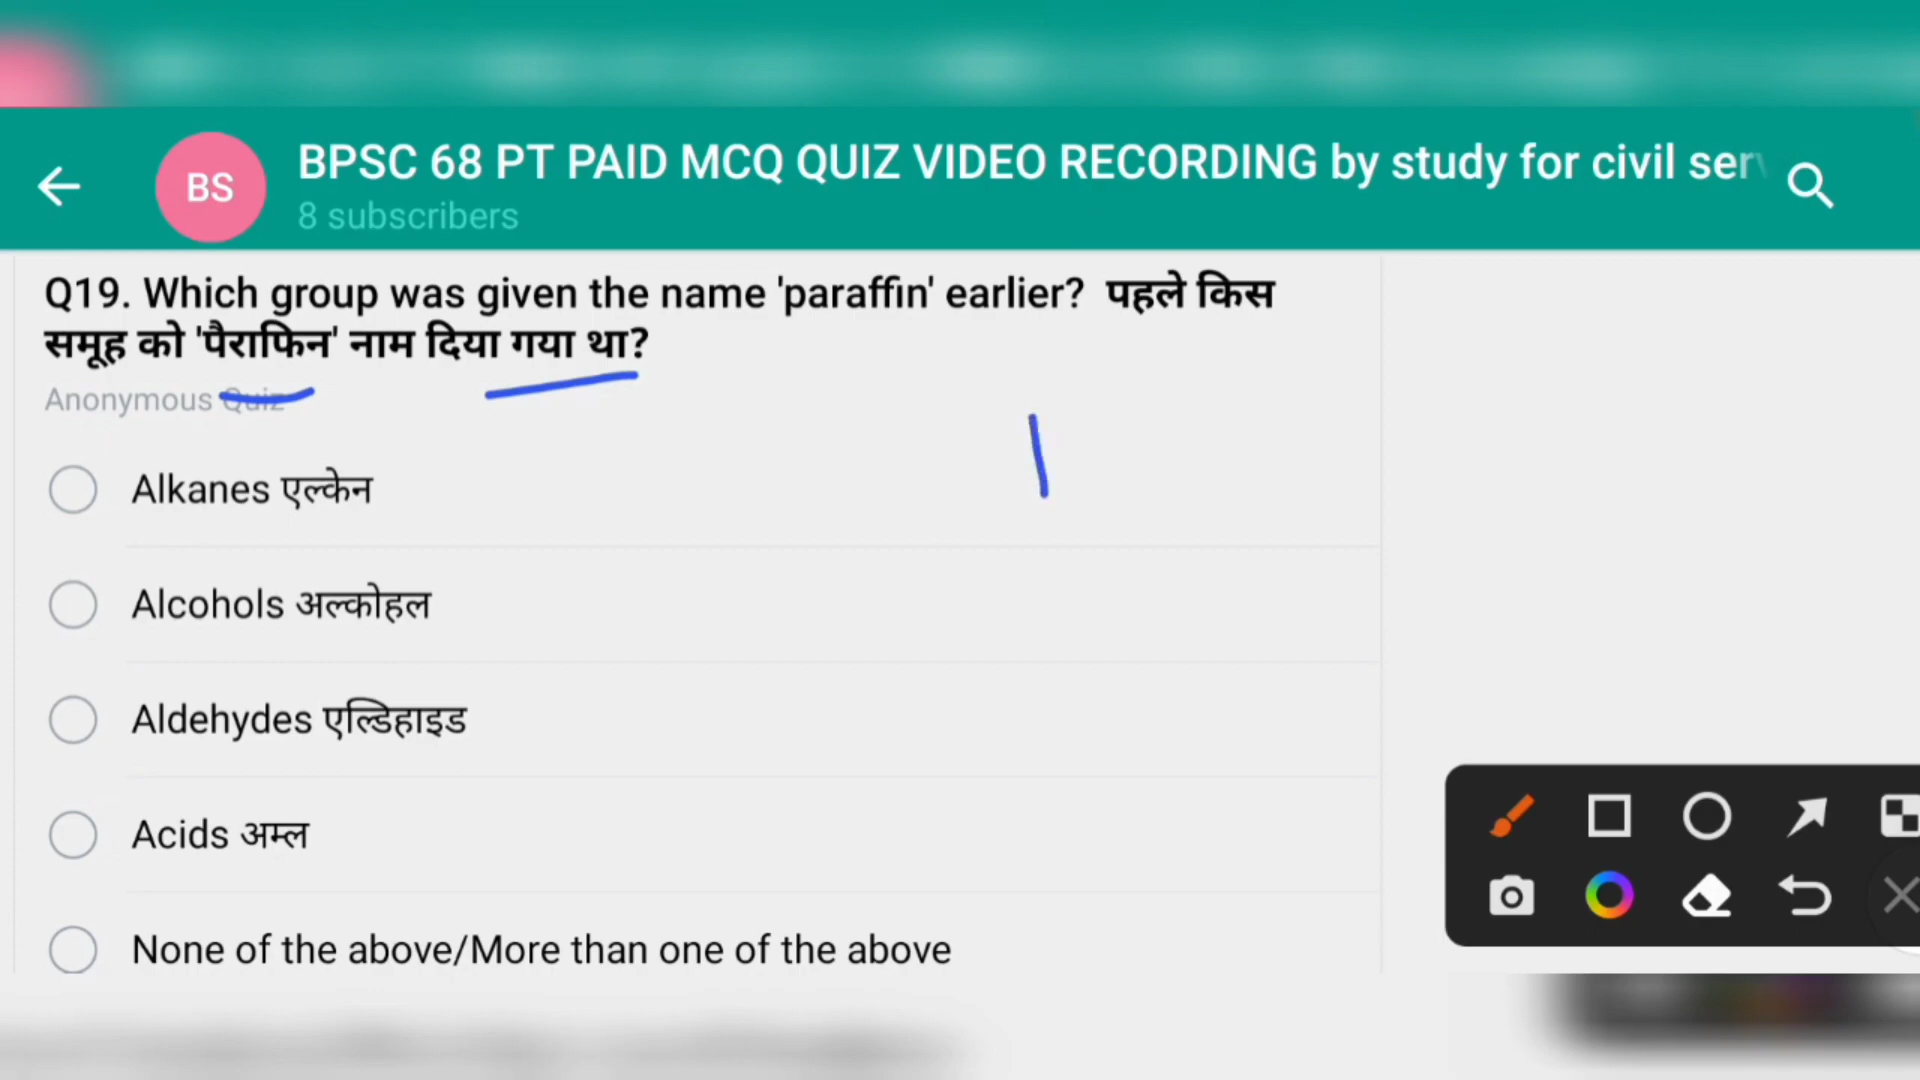 BPSC 68 PT PAID MCQ QUIZ VIDEO RECORDING by study for civil serv
BS
8 subscribers
Q19. Which group was given the name 'paraffin' earlier? पहले किस
समूह को 'पैराफिन' नाम दिया गया था?
Anonymous Quiz
Alkanes एल्केन
Alcohols अल्कोहल
Aldehydes एल्डिहाइड
Acids अम्ल
None of the above/More than one of the above